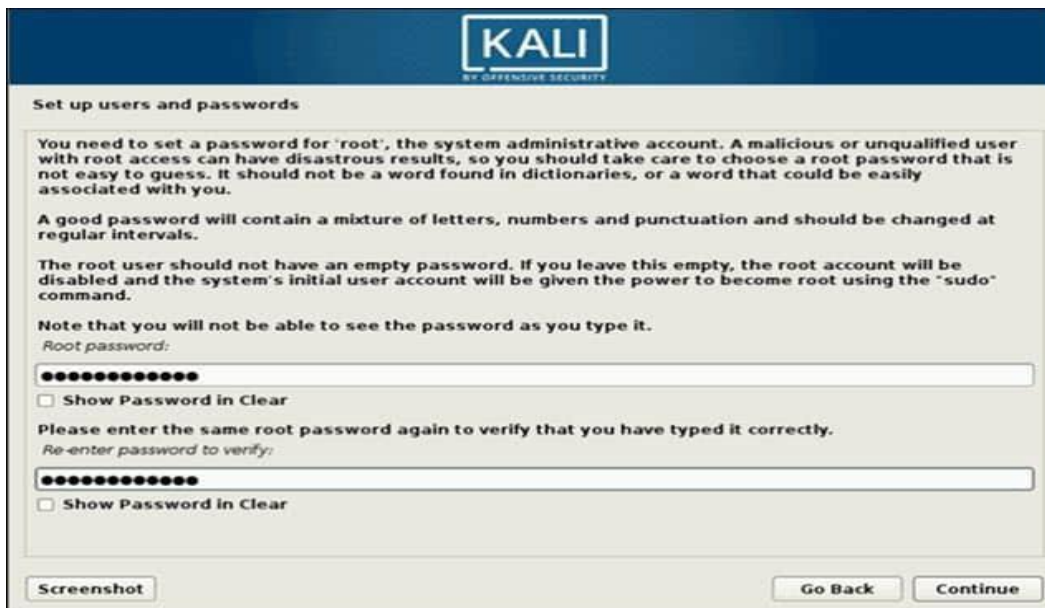 KALI
BY OFFENSIVE SECURITY
Set up users and passwords
You need to set a password for 'root', the system administrative account. A malicious or unqualified user
with root access can have disastrous results, so you should take care to choose a root password that is
not easy to guess. It should not be a word found in dictionaries, or a word that could be easily
associated with you.
A good password will contain a mixture of letters, numbers and punctuation and should be changed at
regular intervals.
The root user should not have an empty password. If you leave this empty, the root account will be
disabled and the system's initial user account will be given the power to become root using the "sudo"
command.
Note that you will not be able to see the password as you type it.
Root password:
●●●●●●●●●●●●
Show Password in Clear
Please enter the same root password again to verify that you have typed it correctly.
Re-enter password to verify:
●●●●●●●●●●●●
Show Password in Clear
Screenshot
Go Back
Continue